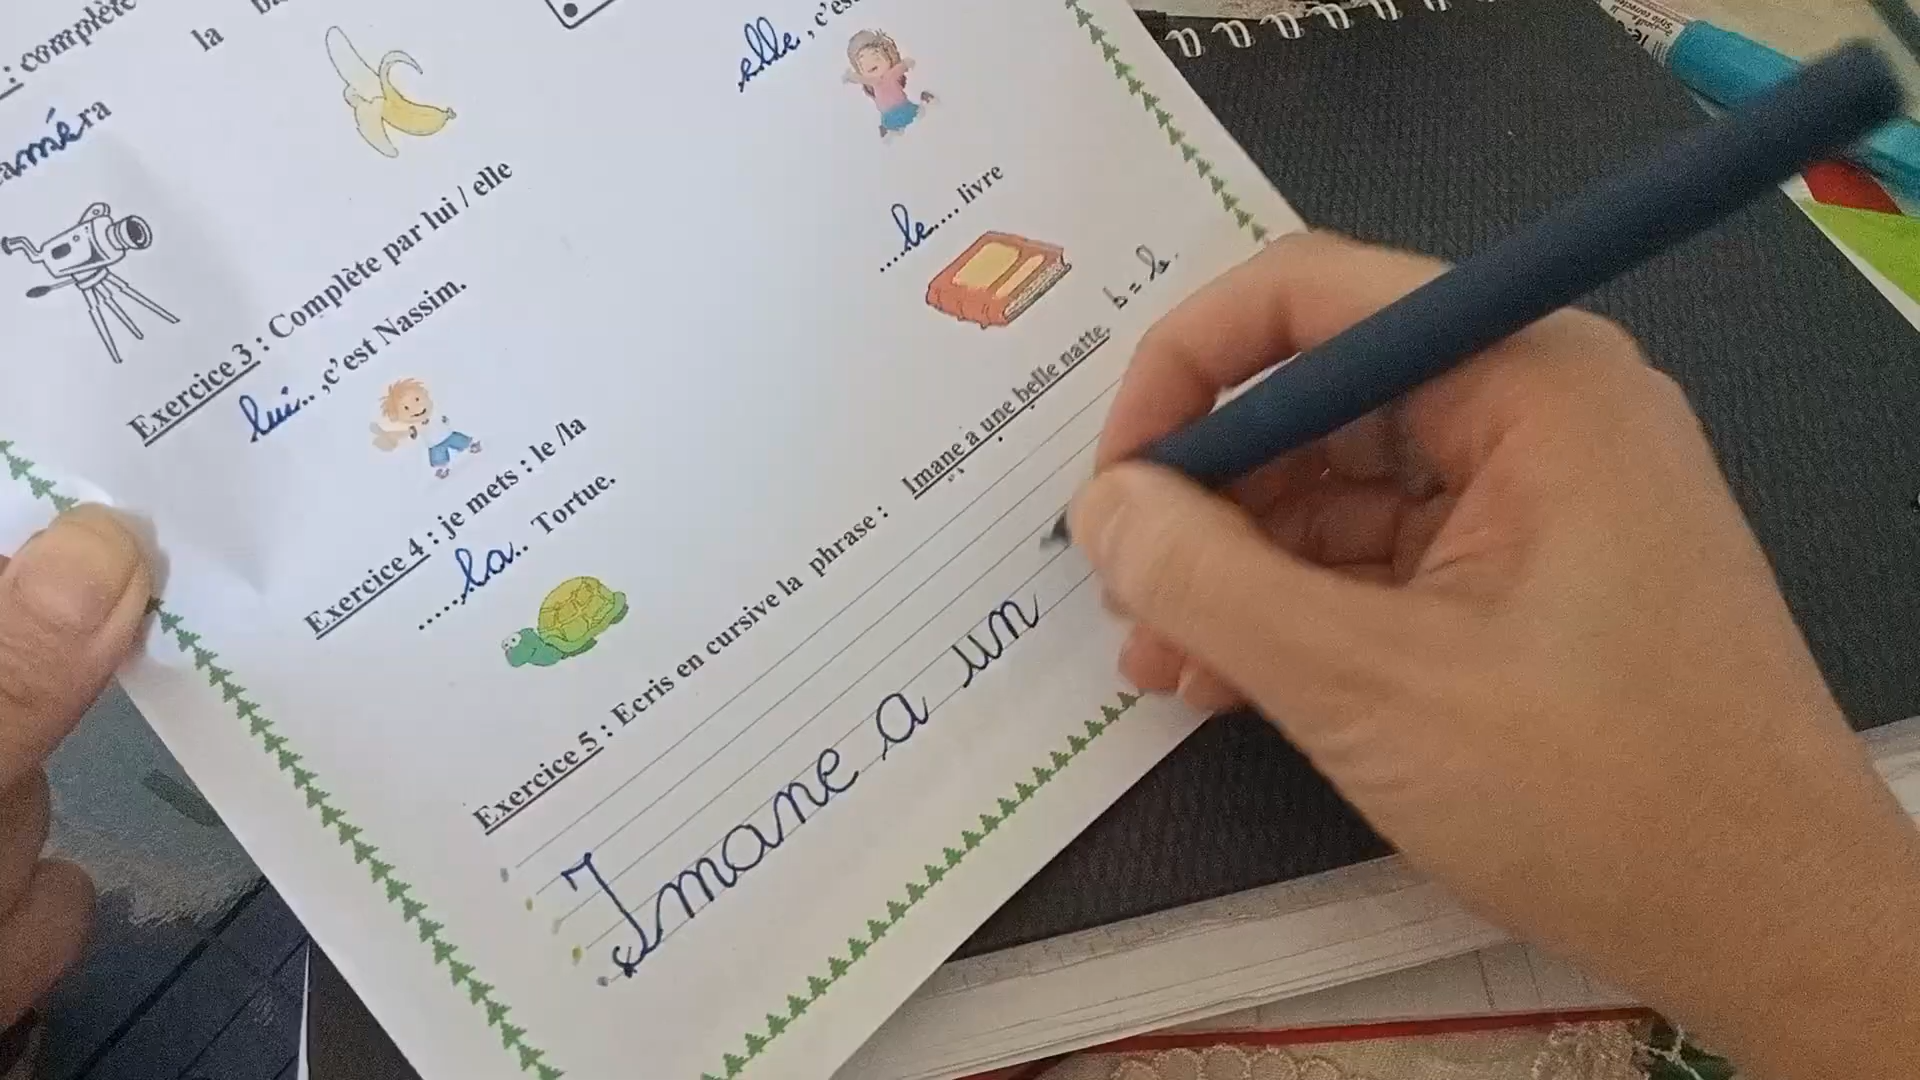 : complète
la
améra
elle , c'est
Exercice 3 : Complète par lui / elle
lui.. ,c'est Nassim.
....le.... livre
Exercice 4 : je mets : le /la
.....la.. Tortue.
Exercice 5 : Ecris en cursive la phrase : Imane a une belle natte. b = b.
Imane a un